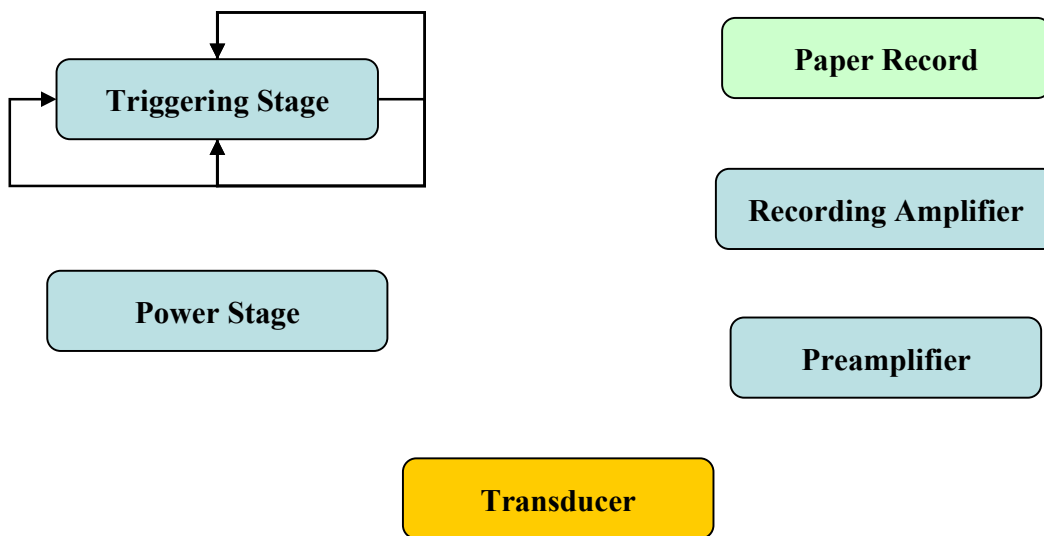 Triggering Stage
Power Stage
Transducer
Preamplifier
Recording Amplifier
Paper Record